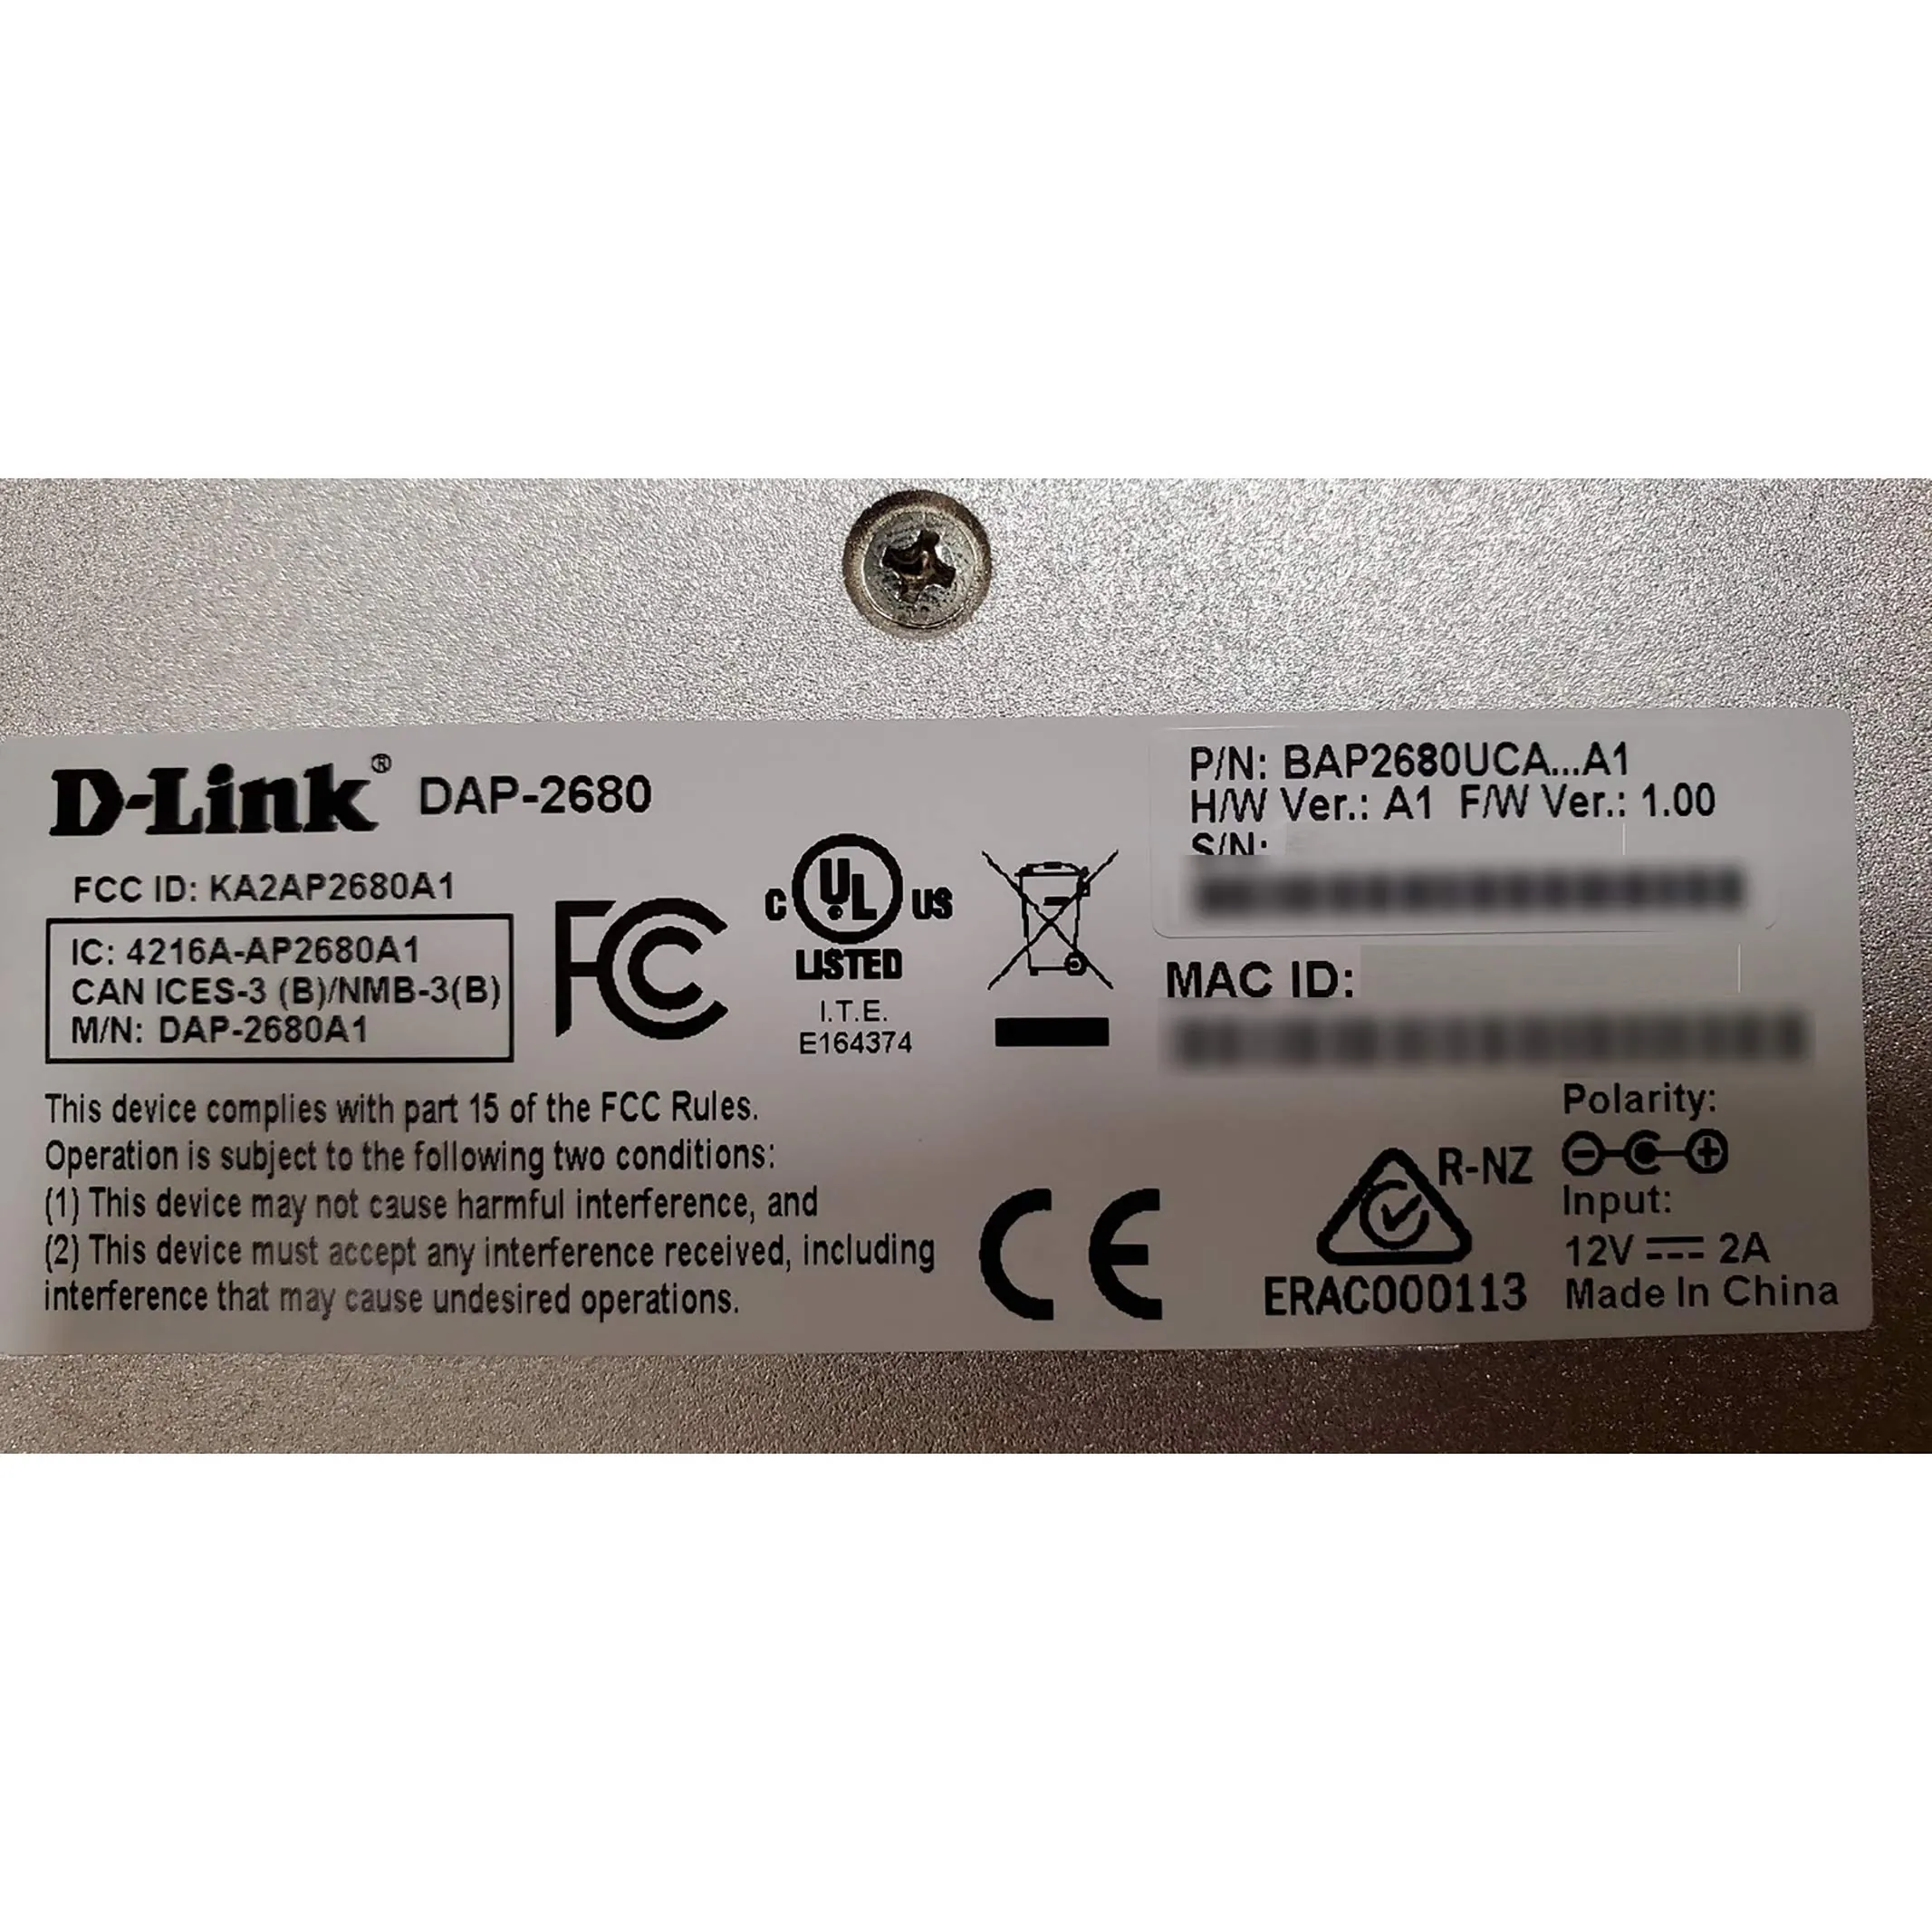 D-Link® DAP-2680
FCC ID: KA2AP2680A1
IC: 4216A-AP2680A1
CAN ICES-3 (B)/NMB-3(B)
M/N: DAP-2680A1
FC
C UL US
LISTED
I.T.E.
E164374
P/N: BAP2680UCA...A1
H/W Ver.: A1 F/W Ver.: 1.00
S/N:
MAC ID:
This device complies with part 15 of the FCC Rules.
Operation is subject to the following two conditions:
(1) This device may not cause harmful interference, and
(2) This device must accept any interference received, including
interference that may cause undesired operations.
CE
R-NZ
ERAC000113
Polarity:
Input:
12V 2A
Made In China